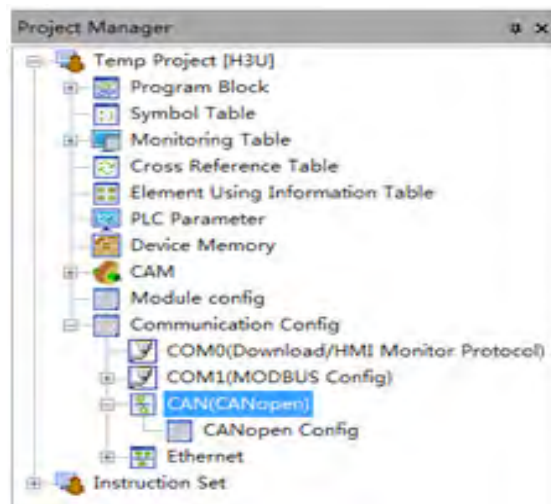 Project Manager
Temp Project [H3U]
Program Block
Symbol Table
Monitoring Table
Cross Reference Table
Element Using Information Table
PLC Parameter
Device Memory
CAM
Module config
Communication Config
COM0(Download/HMI Monitor Protocol)
COM1(MODBUS Config)
CAN(CANopen)
CANopen Config
Ethernet
Instruction Set